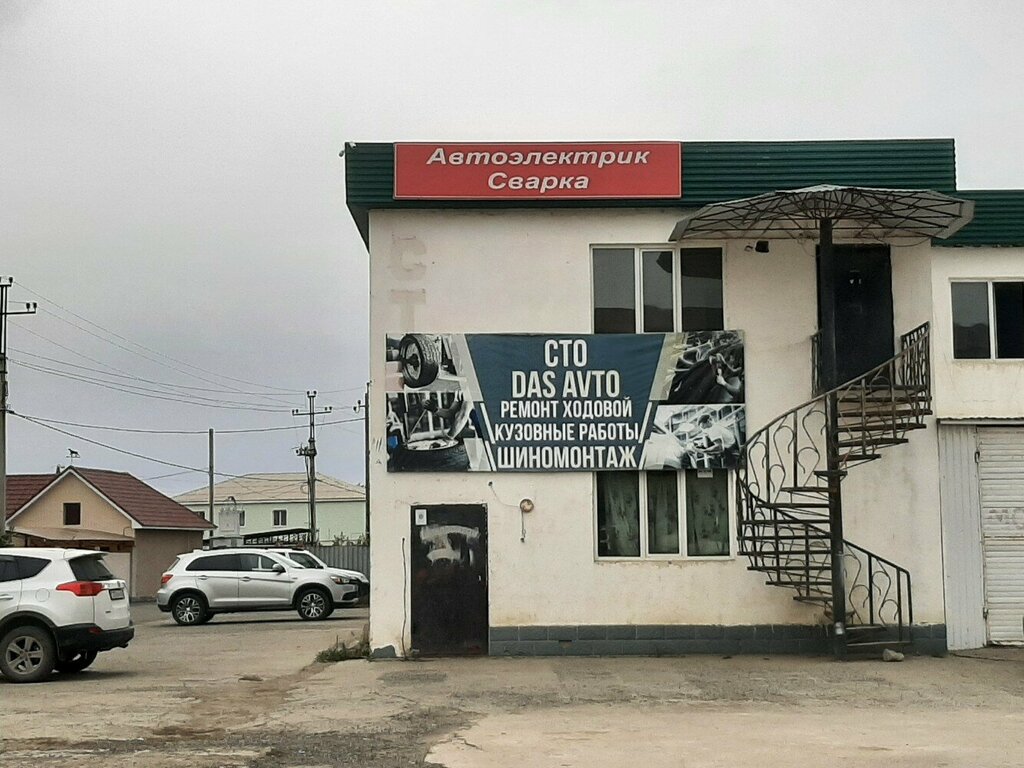 Автоэлектрик
Сварка
СТО
DAS AVTO
РЕМОНТ ХОДОВОЙ
КУЗОВНЫЕ РАБОТЫ
ШИНОМОНТАЖ